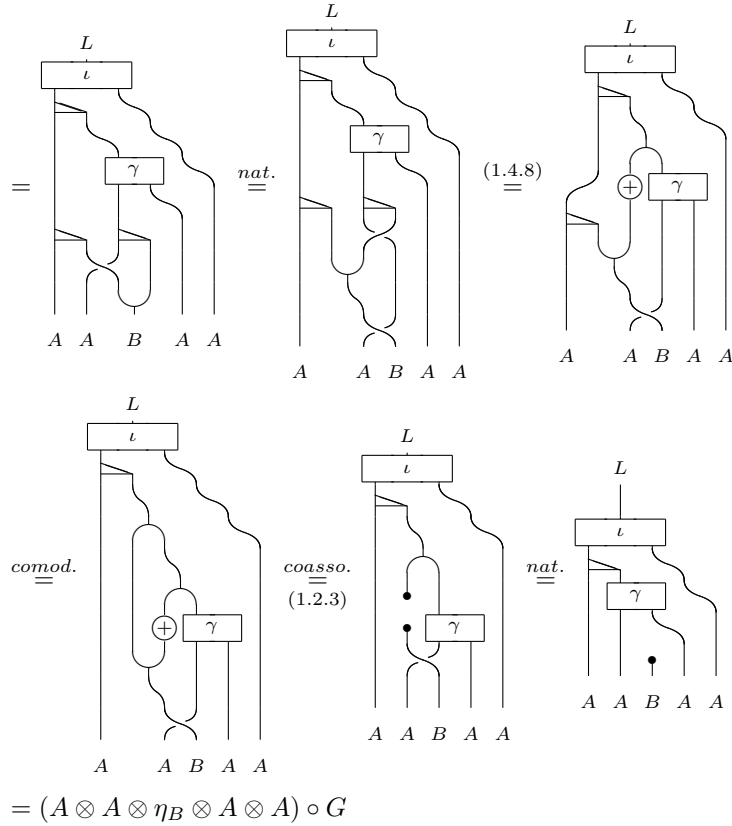 L L L
ι ι ι
γ γ γ
= nat. = (1.4.8) = +
A A B A A A A B A A A A B A A
L L L
ι ι ι
comod. = coasso. = (1.2.3) nat. =
+ γ γ γ
A A B A A A A B A A A A B A A
= (A ⊗ A ⊗ η_B ⊗ A ⊗ A) ∘ G